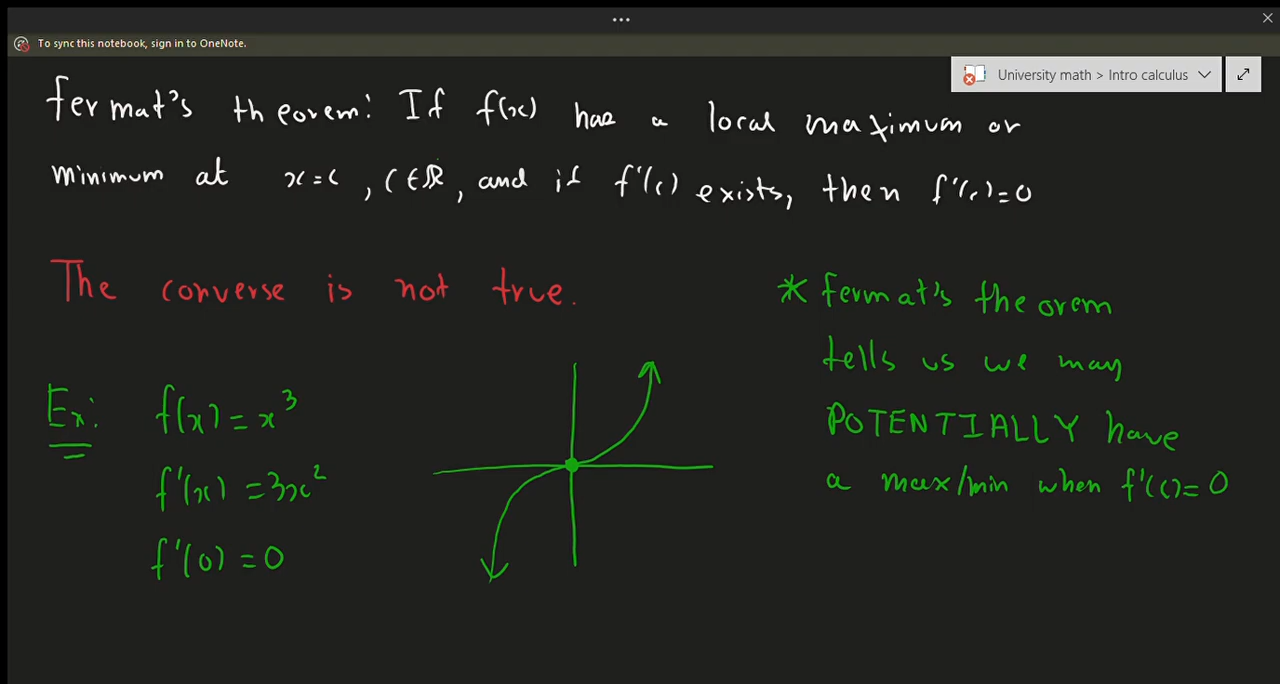 To sync this notebook, sign in to OneNote.
University math > Intro calculus
Fermat's theorem: If f(x) has a local maximum or
minimum at x=c, c∈ℝ, and if f'(c) exists, then f'(c)=0
The converse is not true.
Ex: f(x) = x³
f'(x) = 3x²
f'(0) = 0
* Fermat's theorem
tells us we may
POTENTIALLY have
a max/min when f'(c)=0